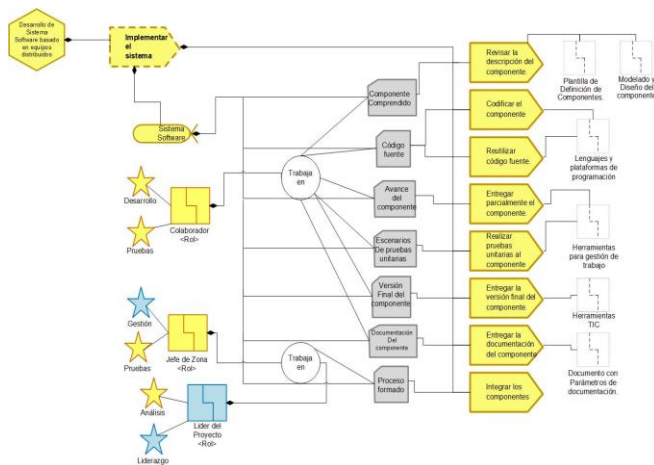 Desarrollo de
Sistema
Software basado
en equipos
distribuidos
Implementar
el
sistema
Sistema
Software
Desarrollo
Pruebas
Colaborador
<Rol>
Gestión
Pruebas
Jefe de Zona
<Rol>
Análisis
Liderazgo
Lider del
Proyecto
<Rol>
Trabaja
en
Trabaja
en
Componente
Comprendido
Código
fuente
Avance
del
componente
Escenarios
De pruebas
unitarias
Versión
Final del
componente
Documentación
Del
componente
Proceso
formado
Revisar la
descripción del
componente.
Codificar el
componente
Reutilizar
código fuente.
Entregar
parcialmente el
componente.
Realizar
pruebas
unitarias al
componente
Entregar la
versión final del
componente.
Entregar la
documentación
del componente
Integrar los
componentes
Plantilla de
Definición de
Componentes.
Modelado y
Diseño del
componente
Lenguajes y
plataformas de
programación
Herramientas
para gestión de
trabajo
Herramientas
TIC
Documento con
Parámetros de
documentación.